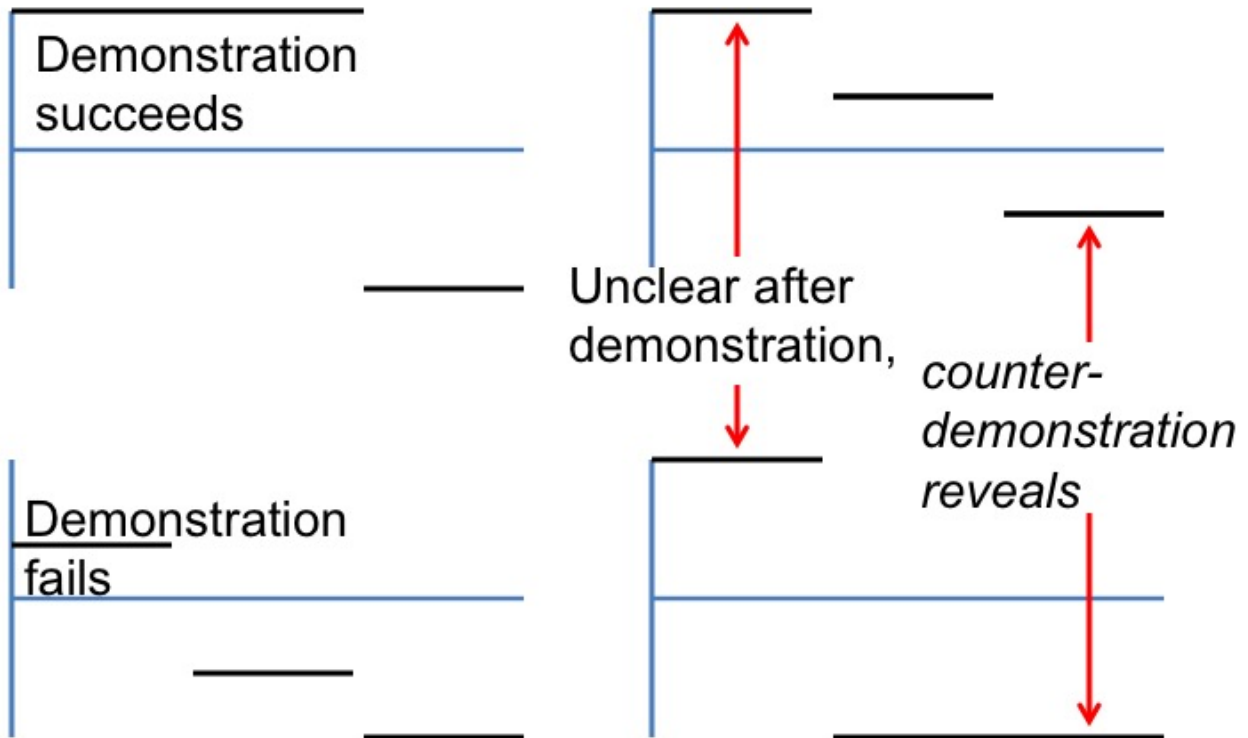 Demonstration
succeeds
Unclear after
demonstration,
counter-
demonstration
reveals
Demonstration
fails